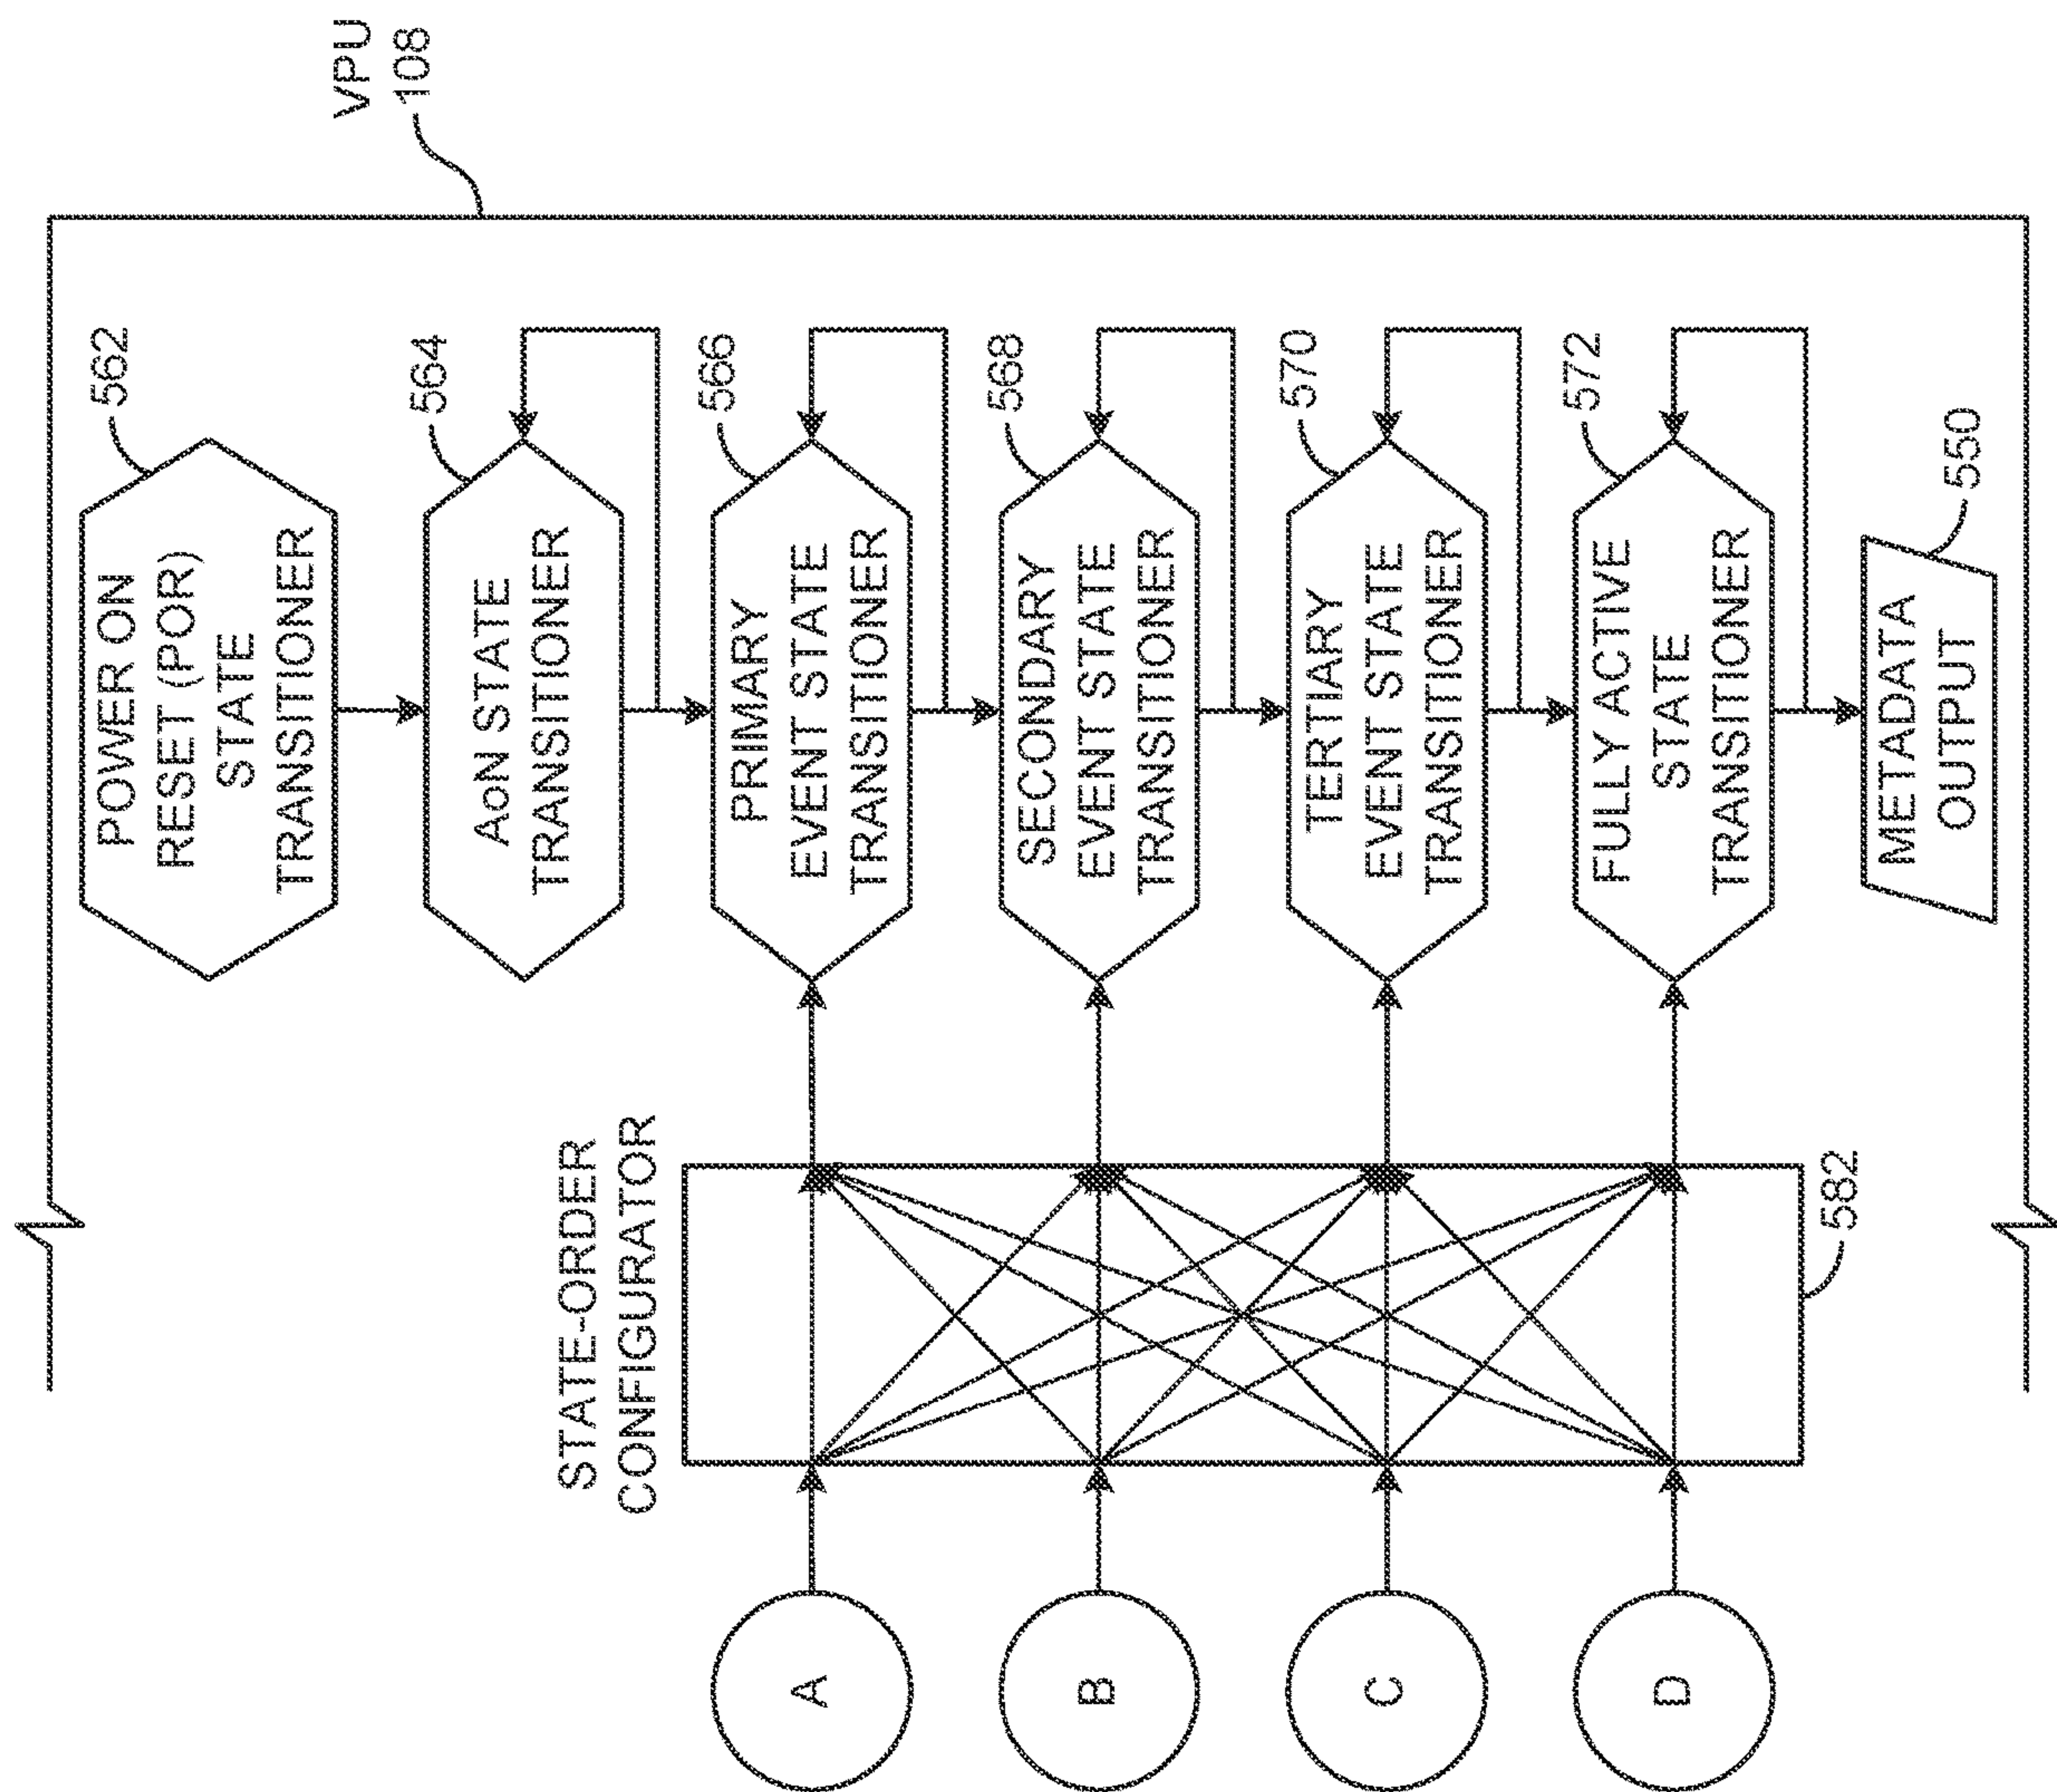 VPU
108
POWER ON
RESET (POR)
STATE
TRANSITIONER
562
AoN STATE
TRANSITIONER
564
PRIMARY
EVENT STATE
TRANSITIONER
566
SECONDARY
EVENT STATE
TRANSITIONER
568
TERTIARY
EVENT STATE
TRANSITIONER
570
FULLY ACTIVE
STATE
TRANSITIONER
572
METADATA
OUTPUT
550
STATE-ORDER
CONFIGURATOR
582
A
B
C
D